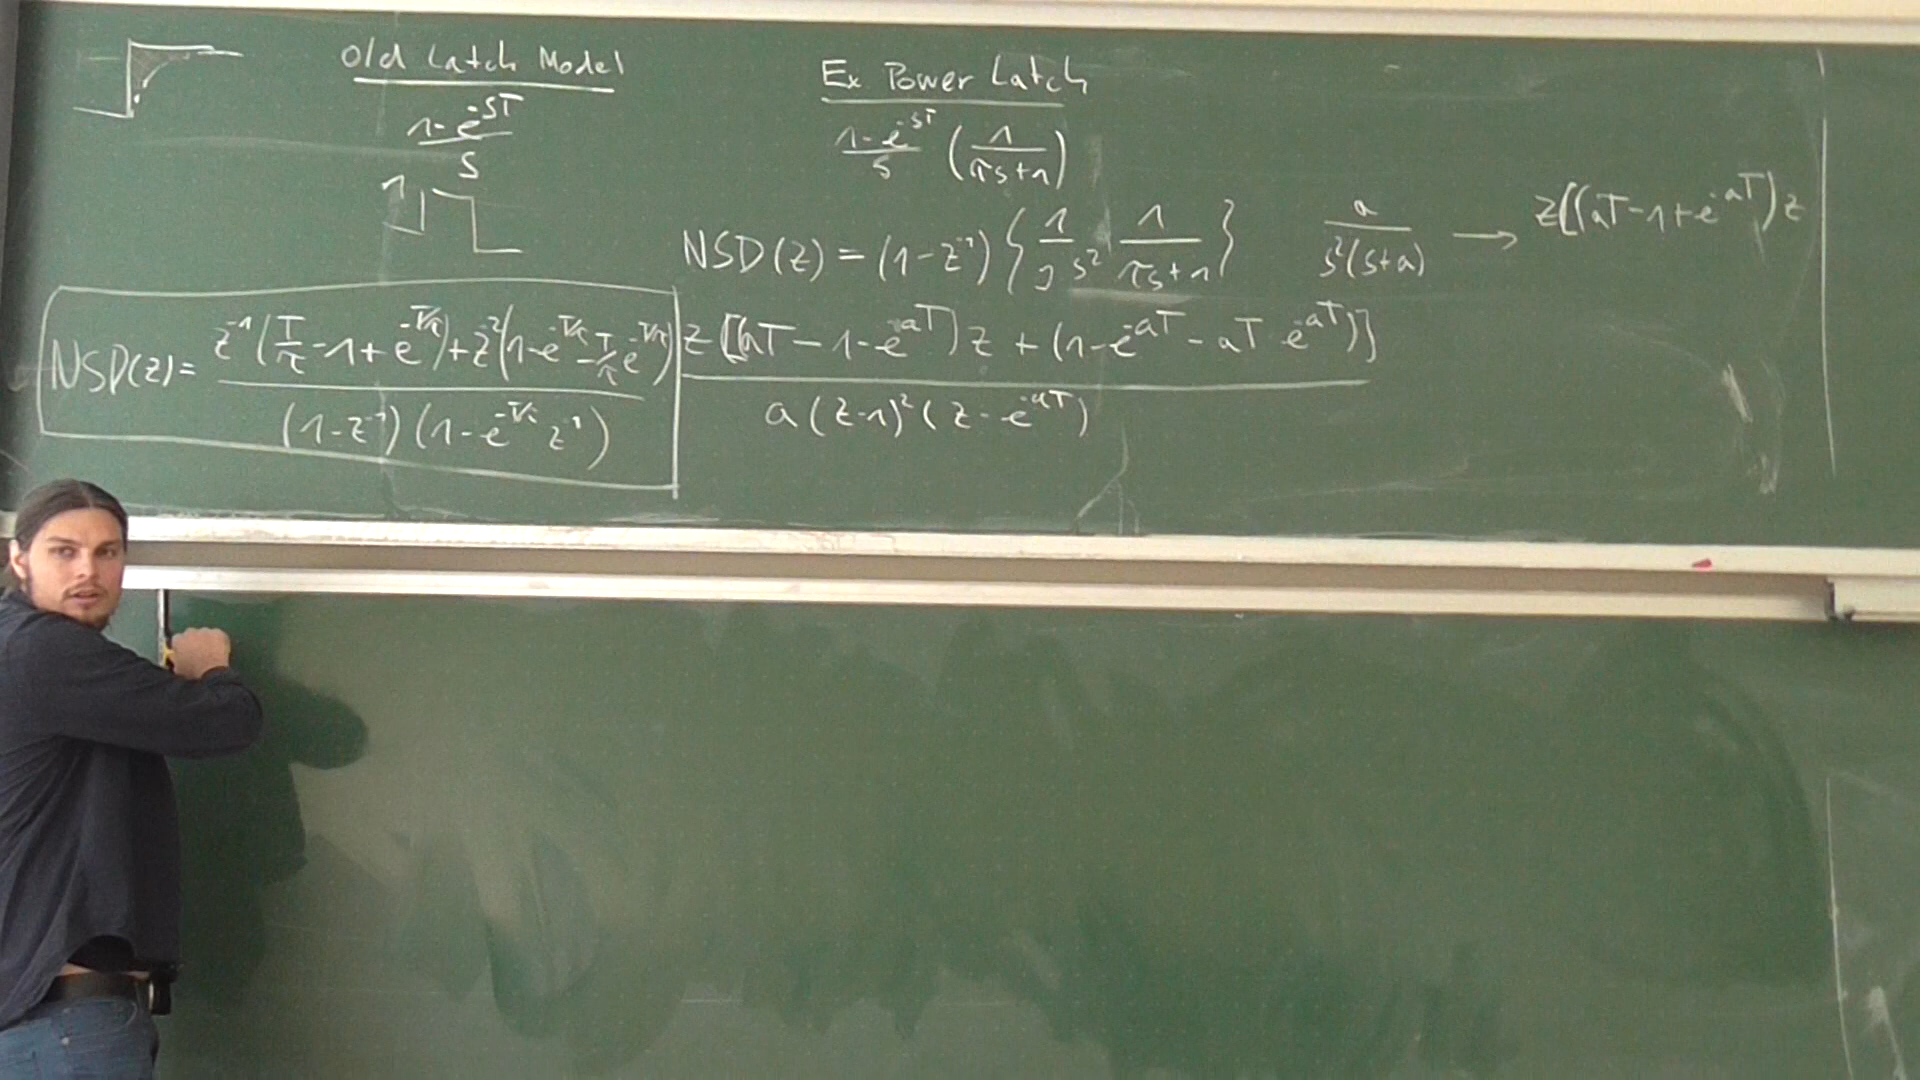 Old Latch Model
1-e^-ST / S
1
Ex Power Latch
1-e^-ST / S (1 / (τs+1))
NSD(z) = (1-z^-1) { 1/s^2 1/(τs+1) }
a / s^2(s+a) → z[(aT-1+e^-aT)z
NSD(z) = z^-1(T/τ-1+e^-T/τ)+z^-2(1-e^-T/τ-T/τ e^-T/τ) / (1-z^-1)(1-e^-T/τ z^-1)
z[(aT-1-e^-aT)z+(1-e^-aT-aT e^-aT)] / a(z-1)^2(z-e^-aT)